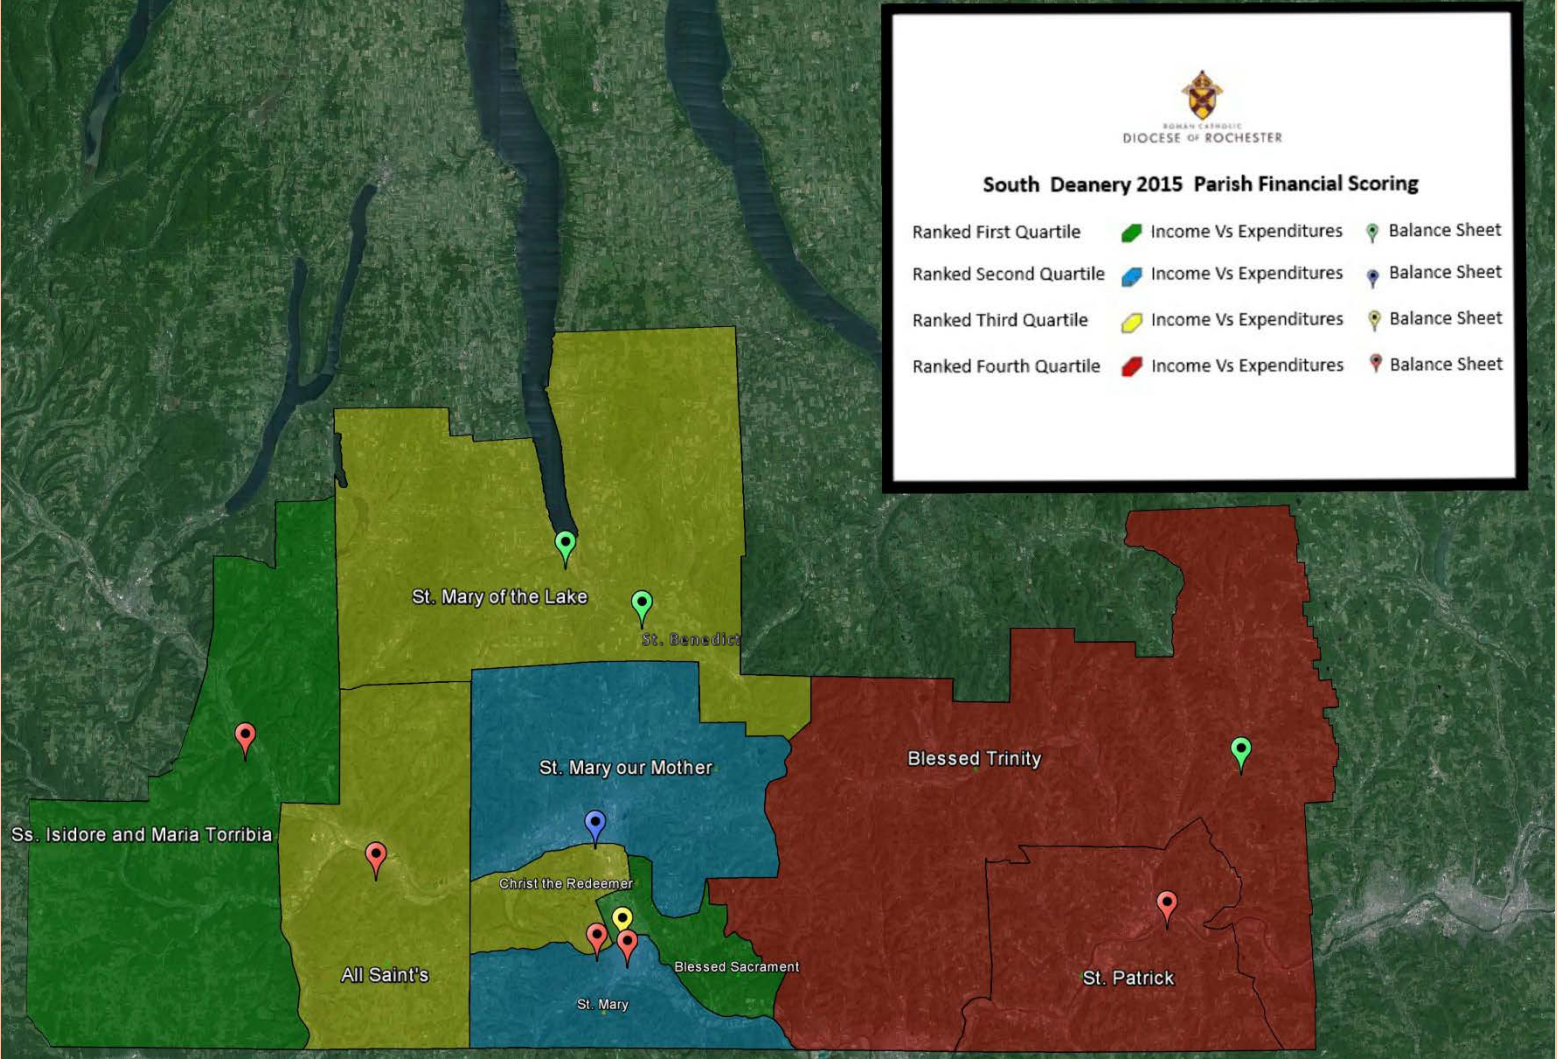 ROMAN CATHOLIC
DIOCESE OF ROCHESTER
South Deanery 2015 Parish Financial Scoring
Ranked First Quartile Income Vs Expenditures Balance Sheet
Ranked Second Quartile Income Vs Expenditures Balance Sheet
Ranked Third Quartile Income Vs Expenditures Balance Sheet
Ranked Fourth Quartile Income Vs Expenditures Balance Sheet
St. Mary of the Lake
St. Benedict
Blessed Trinity
St. Mary our Mother
Ss. Isidore and Maria Torribia
Christ the Redeemer
Blessed Sacrament
All Saint's
St. Patrick
St. Mary